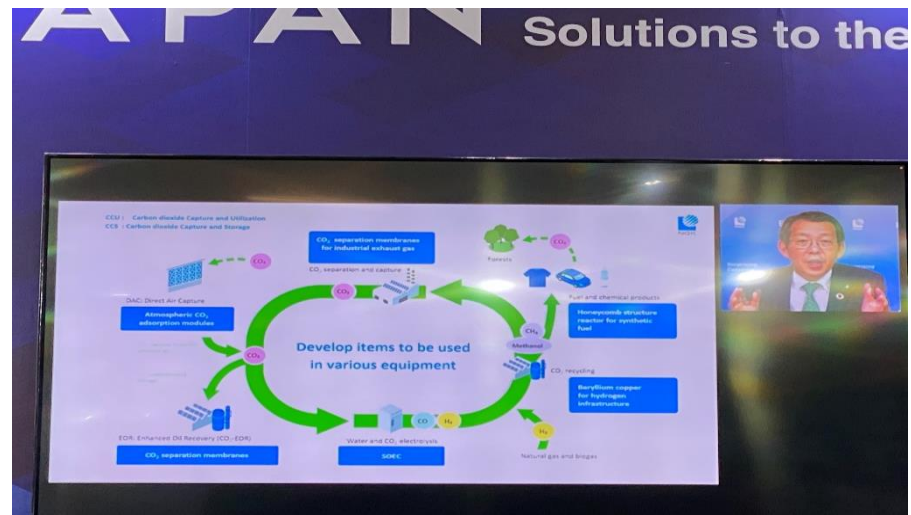 APAN
Solutions to the
CCU : Carbon dioxide Capture and Utilization
CCS : Carbon dioxide Capture and Storage
CO₂
DAC: Direct Air Capture
Atmospheric CO₂
adsorption modules
CO₂ separation membranes
for industrial exhaust gas
CO₂ separation and capture
CO₂
Forests
CO₂
Fuel and chemical products
Honeycomb structure
reactor for synthetic
fuel
CH₄
Methanol
CO₂ recycling
Beryllium copper
for hydrogen
infrastructure
Develop items to be used
in various equipment
CO₂
EOR: Enhanced Oil Recovery (CO₂-EOR)
CO₂ separation membranes
CO
H₂
Water and CO₂ electrolysis
SOEC
H₂
Natural gas and biogas